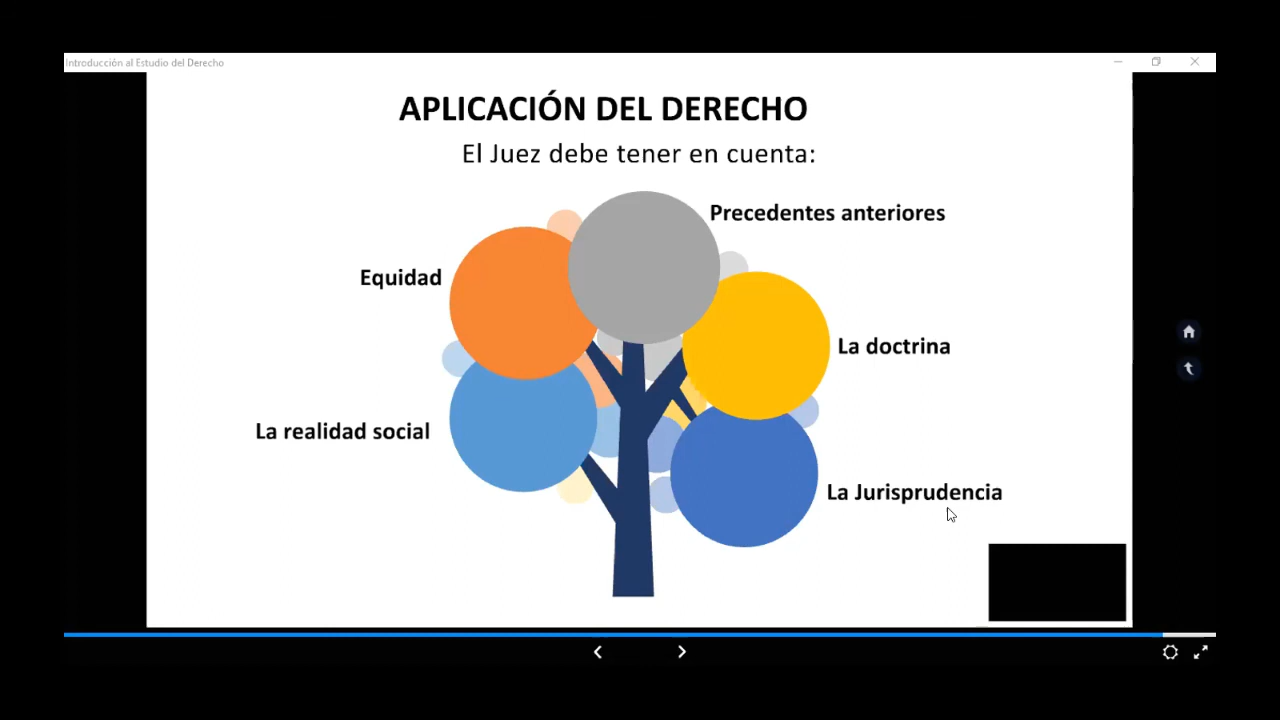 Introducción al Estudio del Derecho
APLICACIÓN DEL DERECHO
El Juez debe tener en cuenta:
Precedentes anteriores
Equidad
La doctrina
La realidad social
La Jurisprudencia